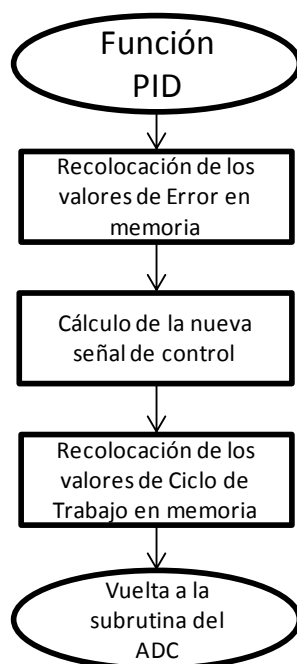 Función
PID
Recolocación de los
valores de Error en
memoria
Cálculo de la nueva
señal de control
Recolocación de los
valores de Ciclo de
Trabajo en memoria
Vuelta a la
subrutina del
ADC